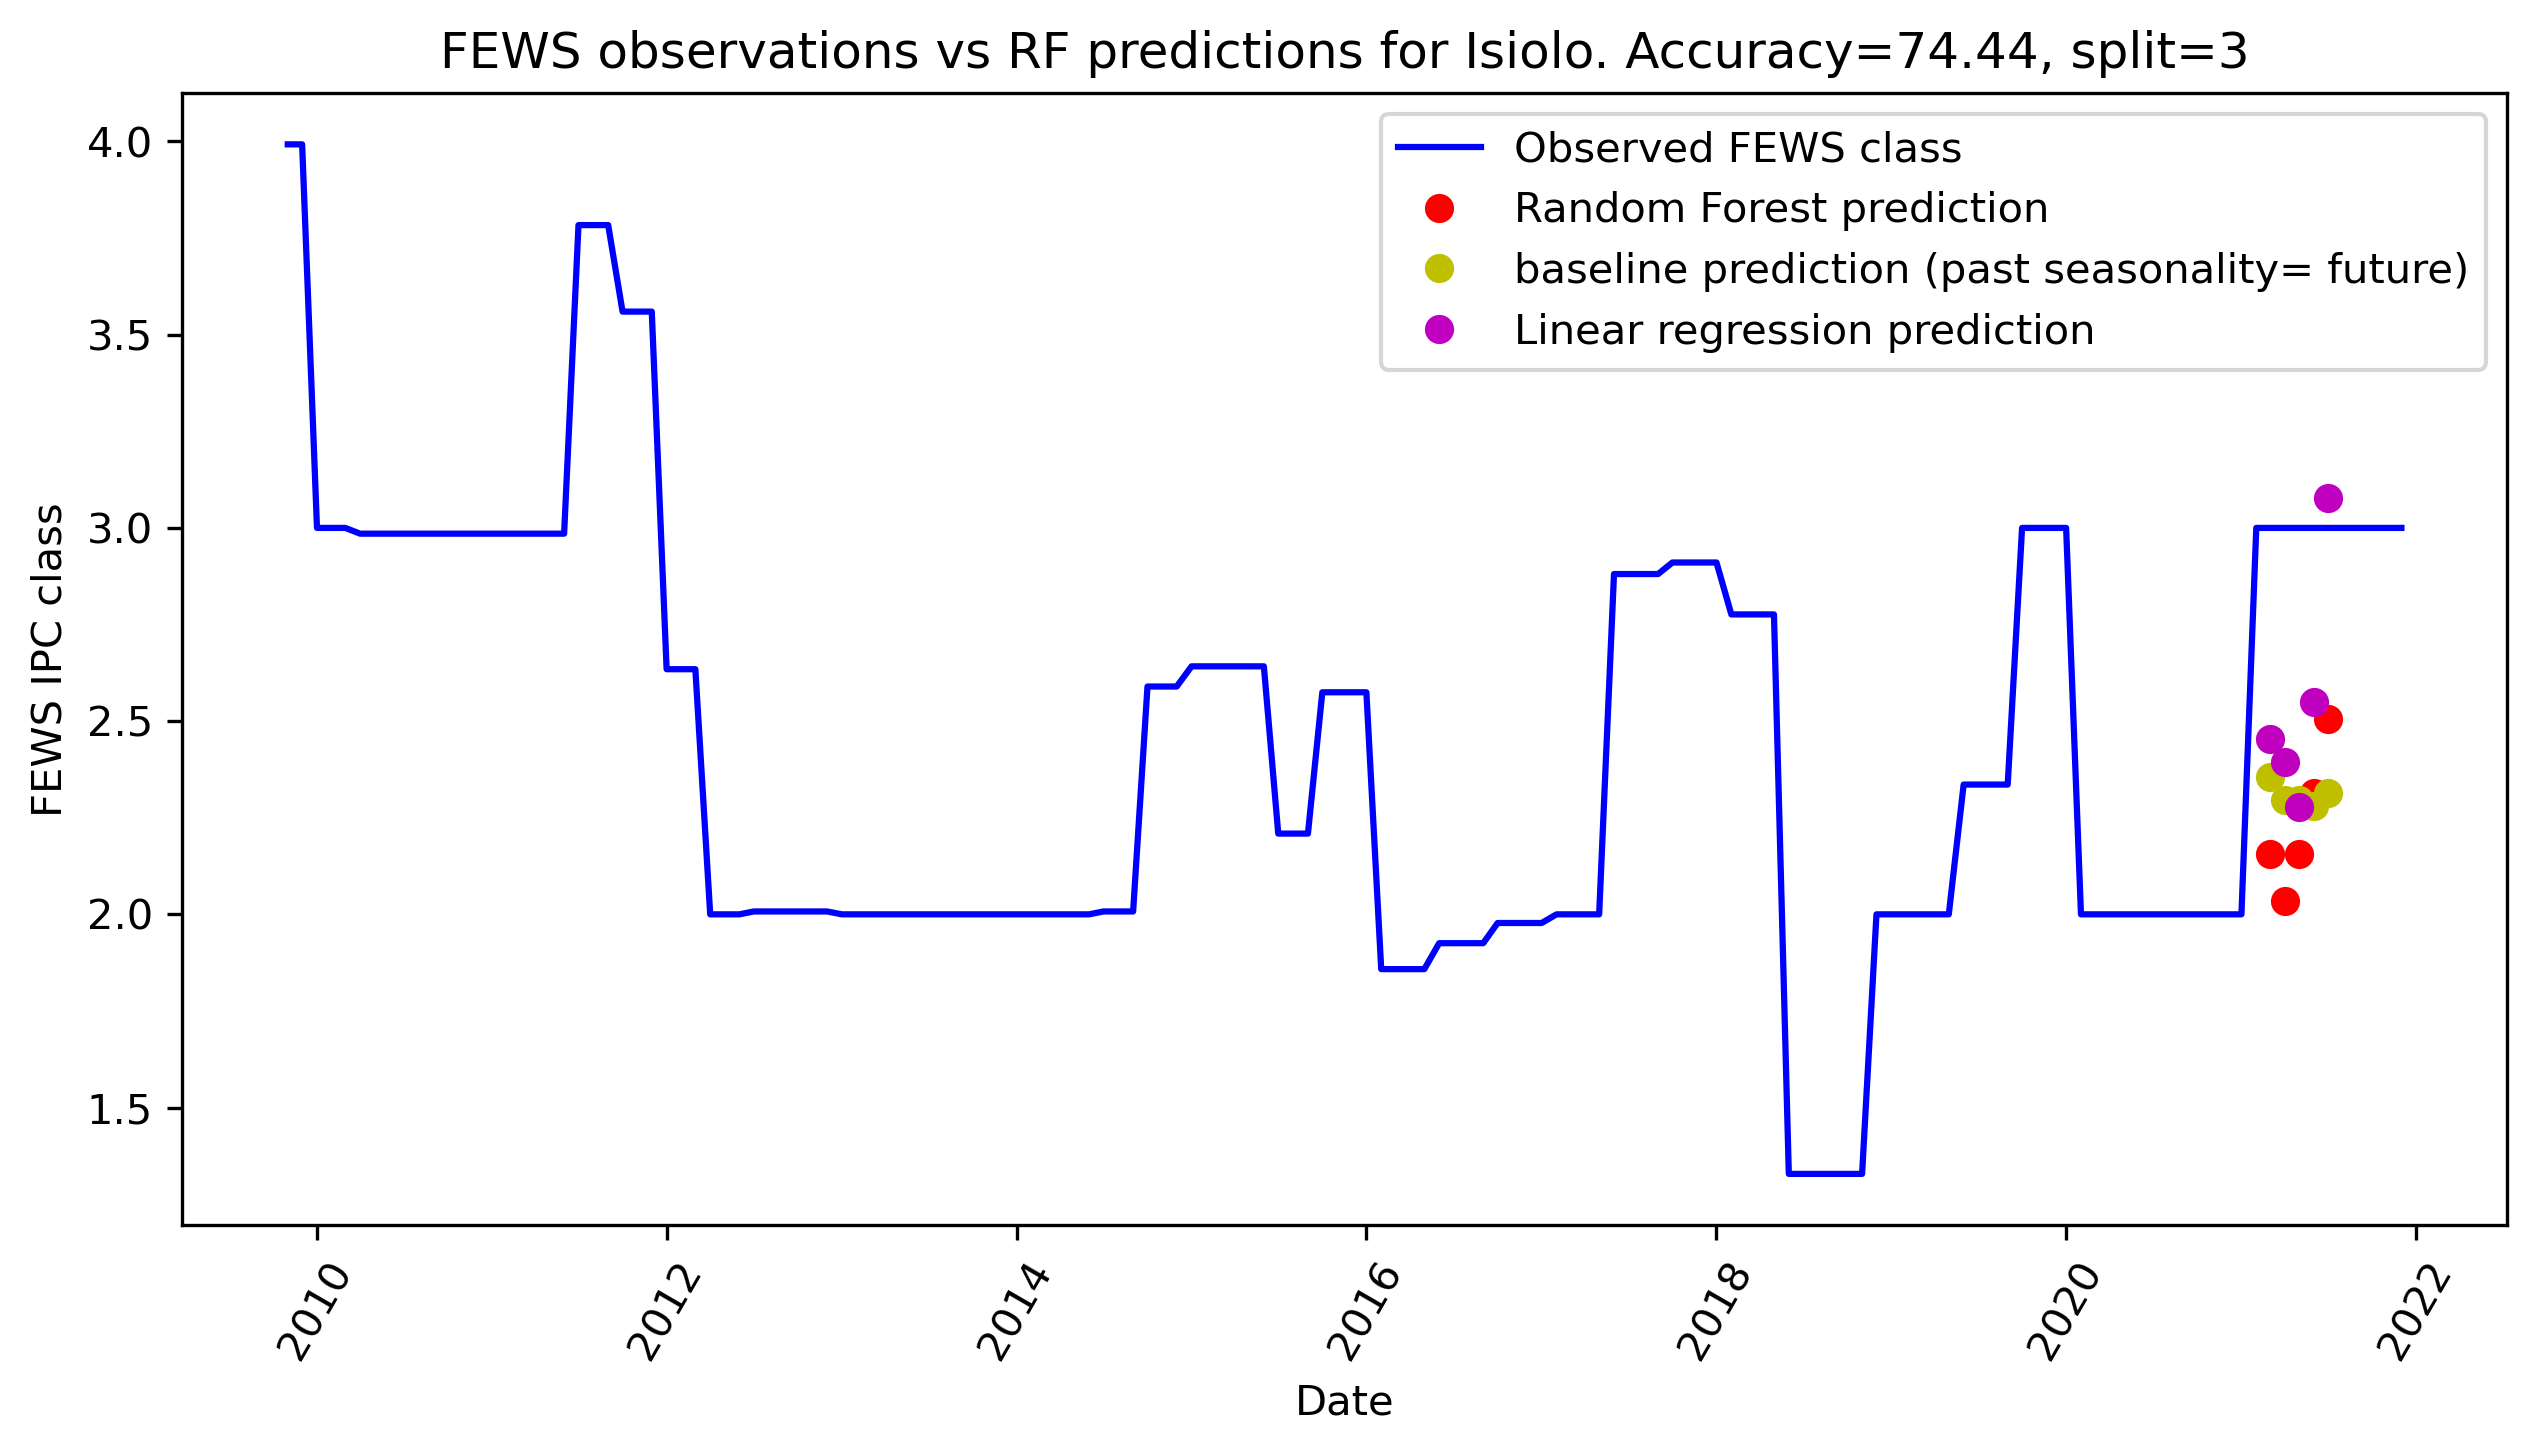 FEWS observations vs RF predictions for Isiolo. Accuracy=74.44, split=3
Observed FEWS class
Random Forest prediction
baseline prediction (past seasonality= future)
Linear regression prediction
FEWS IPC class
4.0
3.5
3.0
2.5
2.0
1.5
2010
2012
2014
2016
2018
2020
2022
Date